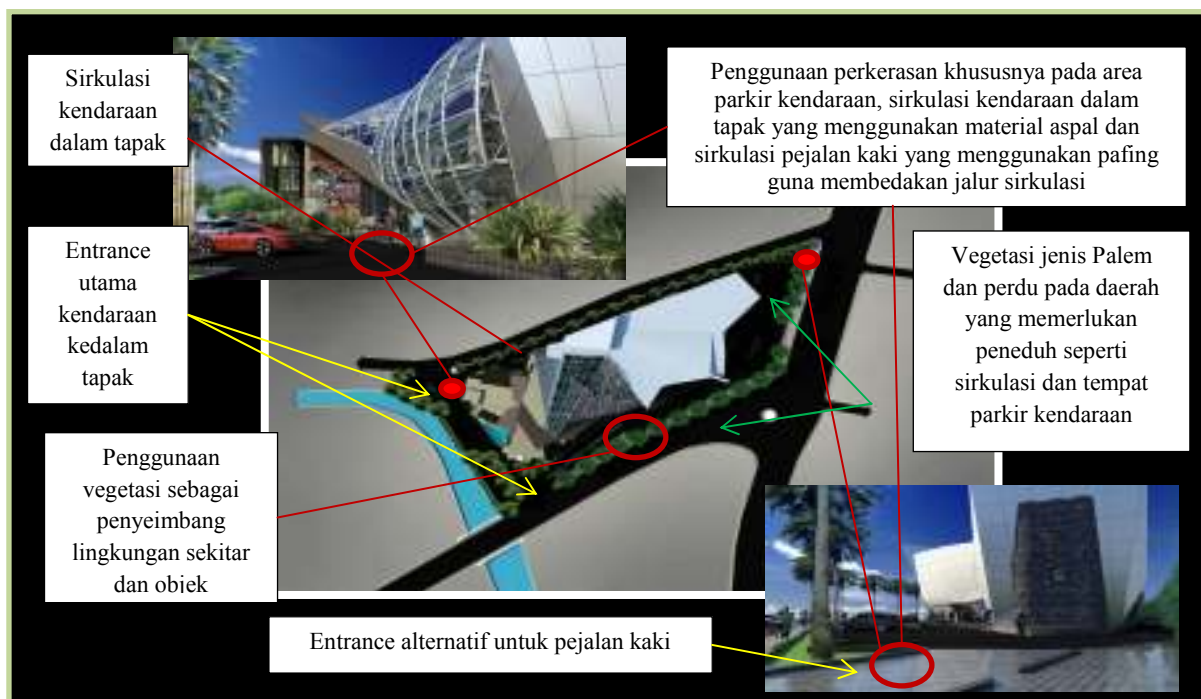 Sirkulasi
kendaraan
dalam tapak
Penggunaan perkerasan khususnya pada area
parkir kendaraan, sirkulasi kendaraan dalam
tapak yang menggunakan material aspal dan
sirkulasi pejalan kaki yang menggunakan pafing
guna membedakan jalur sirkulasi
Entrance
utama
kendaraan
kedalam
tapak
Vegetasi jenis Palem
dan perdu pada daerah
yang memerlukan
peneduh seperti
sirkulasi dan tempat
parkir kendaraan
Penggunaan
vegetasi sebagai
penyeimbang
lingkungan sekitar
dan objek
Entrance alternatif untuk pejalan kaki